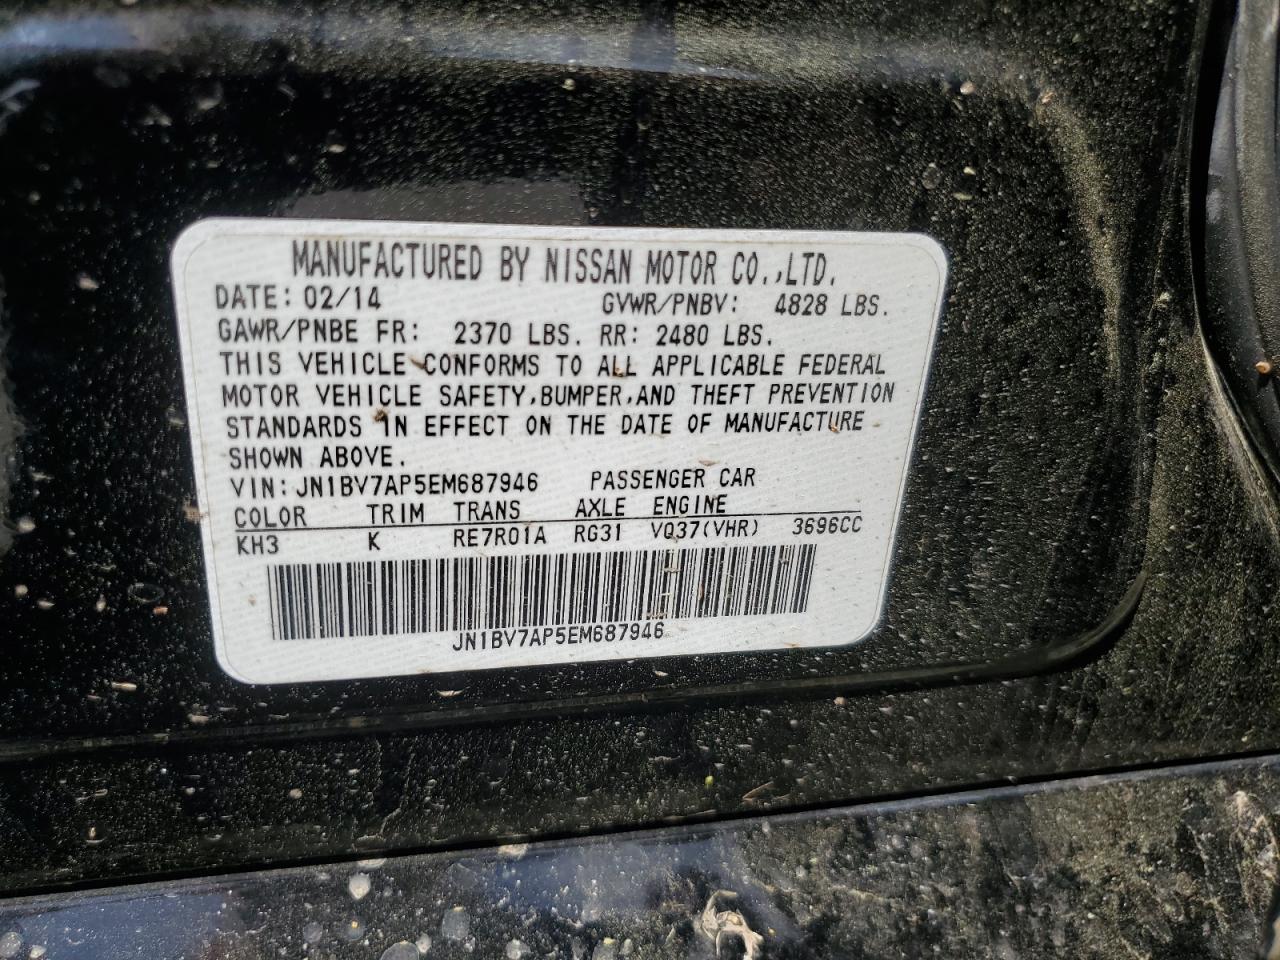 MANUFACTURED BY NISSAN MOTOR CO.,LTD.
DATE: 02/14 GVWR/PNBV: 4828 LBS.
GAWR/PNBE FR: 2370 LBS. RR: 2480 LBS.
THIS VEHICLE CONFORMS TO ALL APPLICABLE FEDERAL
MOTOR VEHICLE SAFETY,BUMPER,AND THEFT PREVENTION
STANDARDS IN EFFECT ON THE DATE OF MANUFACTURE
SHOWN ABOVE.
VIN: JN1BV7AP5EM687946 PASSENGER CAR
COLOR TRIM TRANS AXLE ENGINE
KH3 K RE7R01A RG31 VQ37(VHR) 3696CC
JN1BV7AP5EM687946